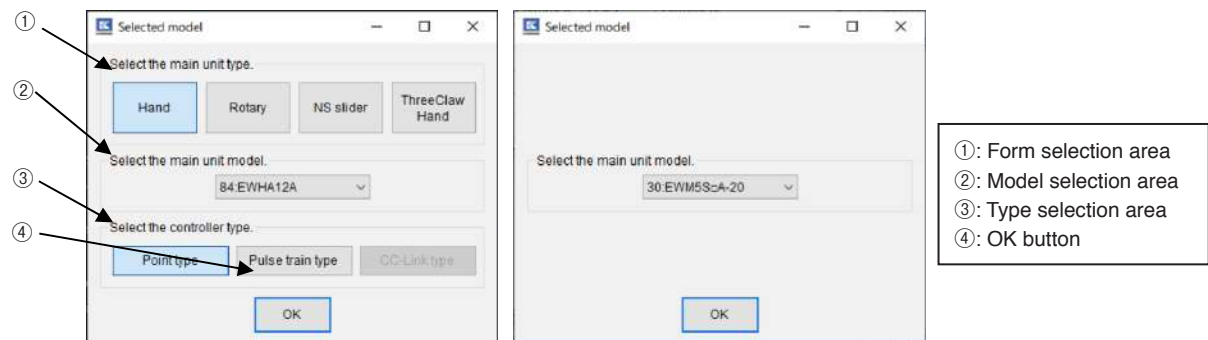 ①
②
③
④
Selected model
Select the main unit type.
Hand
Rotary
NS slider
ThreeClaw
Hand
Select the main unit model.
84:EWHA12A
Select the controller type.
Point type
Pulse train type
CC-Link type
OK
Selected model
Select the main unit model.
OK
①: Form selection area
②: Model selection area
③: Type selection area
④: OK button